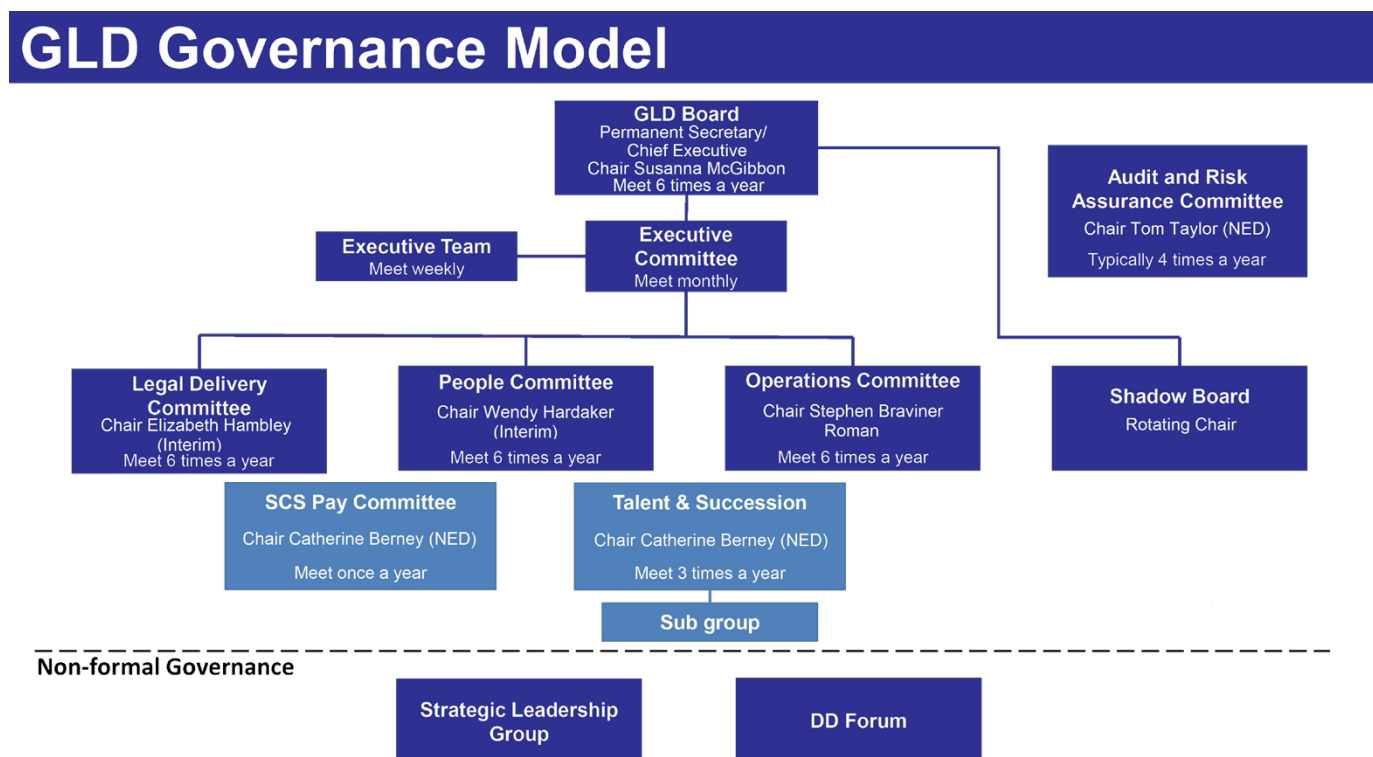 GLD Governance Model
GLD Board
Permanent Secretary/
Chief Executive
Chair Susanna McGibbon
Meet 6 times a year
Audit and Risk
Assurance Committee
Chair Tom Taylor (NED)
Typically 4 times a year
Executive Team
Meet weekly
Executive
Committee
Meet monthly
Legal Delivery
Committee
Chair Elizabeth Hambley
(Interim)
Meet 6 times a year
People Committee
Chair Wendy Hardaker
(Interim)
Meet 6 times a year
Operations Committee
Chair Stephen Braviner
Roman
Meet 6 times a year
Shadow Board
Rotating Chair
SCS Pay Committee
Chair Catherine Berney (NED)
Meet once a year
Talent & Succession
Chair Catherine Berney (NED)
Meet 3 times a year
Sub group
Non-formal Governance
Strategic Leadership
Group
DD Forum